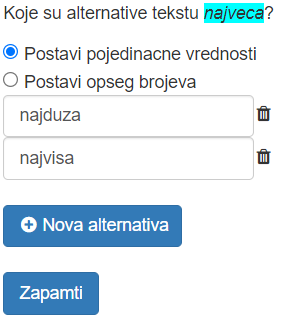 Koje su alternative tekstu najveca?
Postavi pojedinacne vrednosti
Postavi opseg brojeva
najduza
najvisa
Nova alternativa
Zapamti